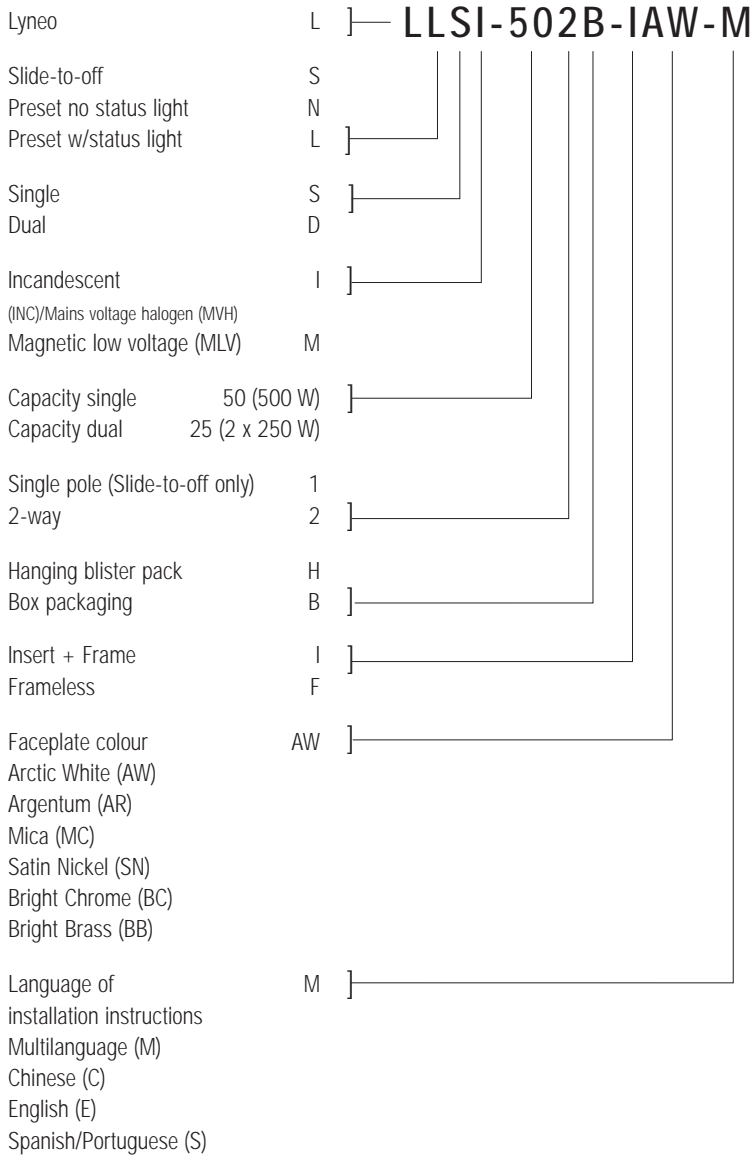 Lyneo L ] LLSI-502B-IAW-M
Slide-to-off S
Preset no status light N
Preset w/status light L ]
Single S ]
Dual D
Incandescent I ]
(INC)/Mains voltage halogen (MVH)
Magnetic low voltage (MLV) M
Capacity single 50 (500 W) ]
Capacity dual 25 (2 x 250 W)
Single pole (Slide-to-off only) 1
2-way 2 ]
Hanging blister pack H
Box packaging B ]
Insert + Frame I ]
Frameless F
Faceplate colour AW ]
Arctic White (AW)
Argentum (AR)
Mica (MC)
Satin Nickel (SN)
Bright Chrome (BC)
Bright Brass (BB)
Language of M ]
installation instructions
Multilanguage (M)
Chinese (C)
English (E)
Spanish/Portuguese (S)